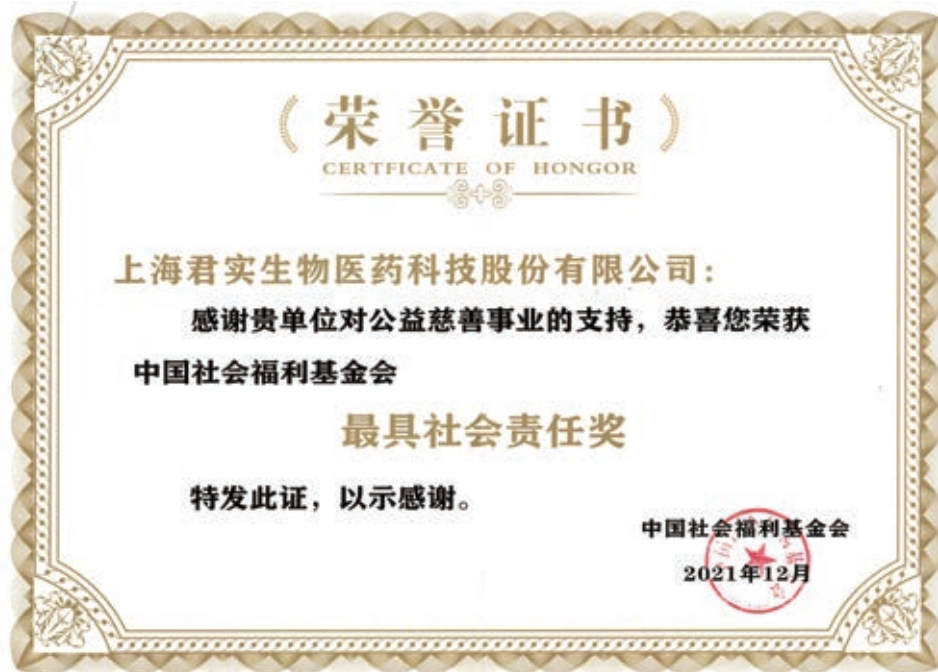 荣誉证书
CERTFICATE OF HONGOR
上海君实生物医药科技股份有限公司：
感谢贵单位对公益慈善事业的支持，恭喜您荣获
中国社会福利基金会
最具社会责任奖
特发此证，以示感谢。
中国社会福利基金会
2021年12月